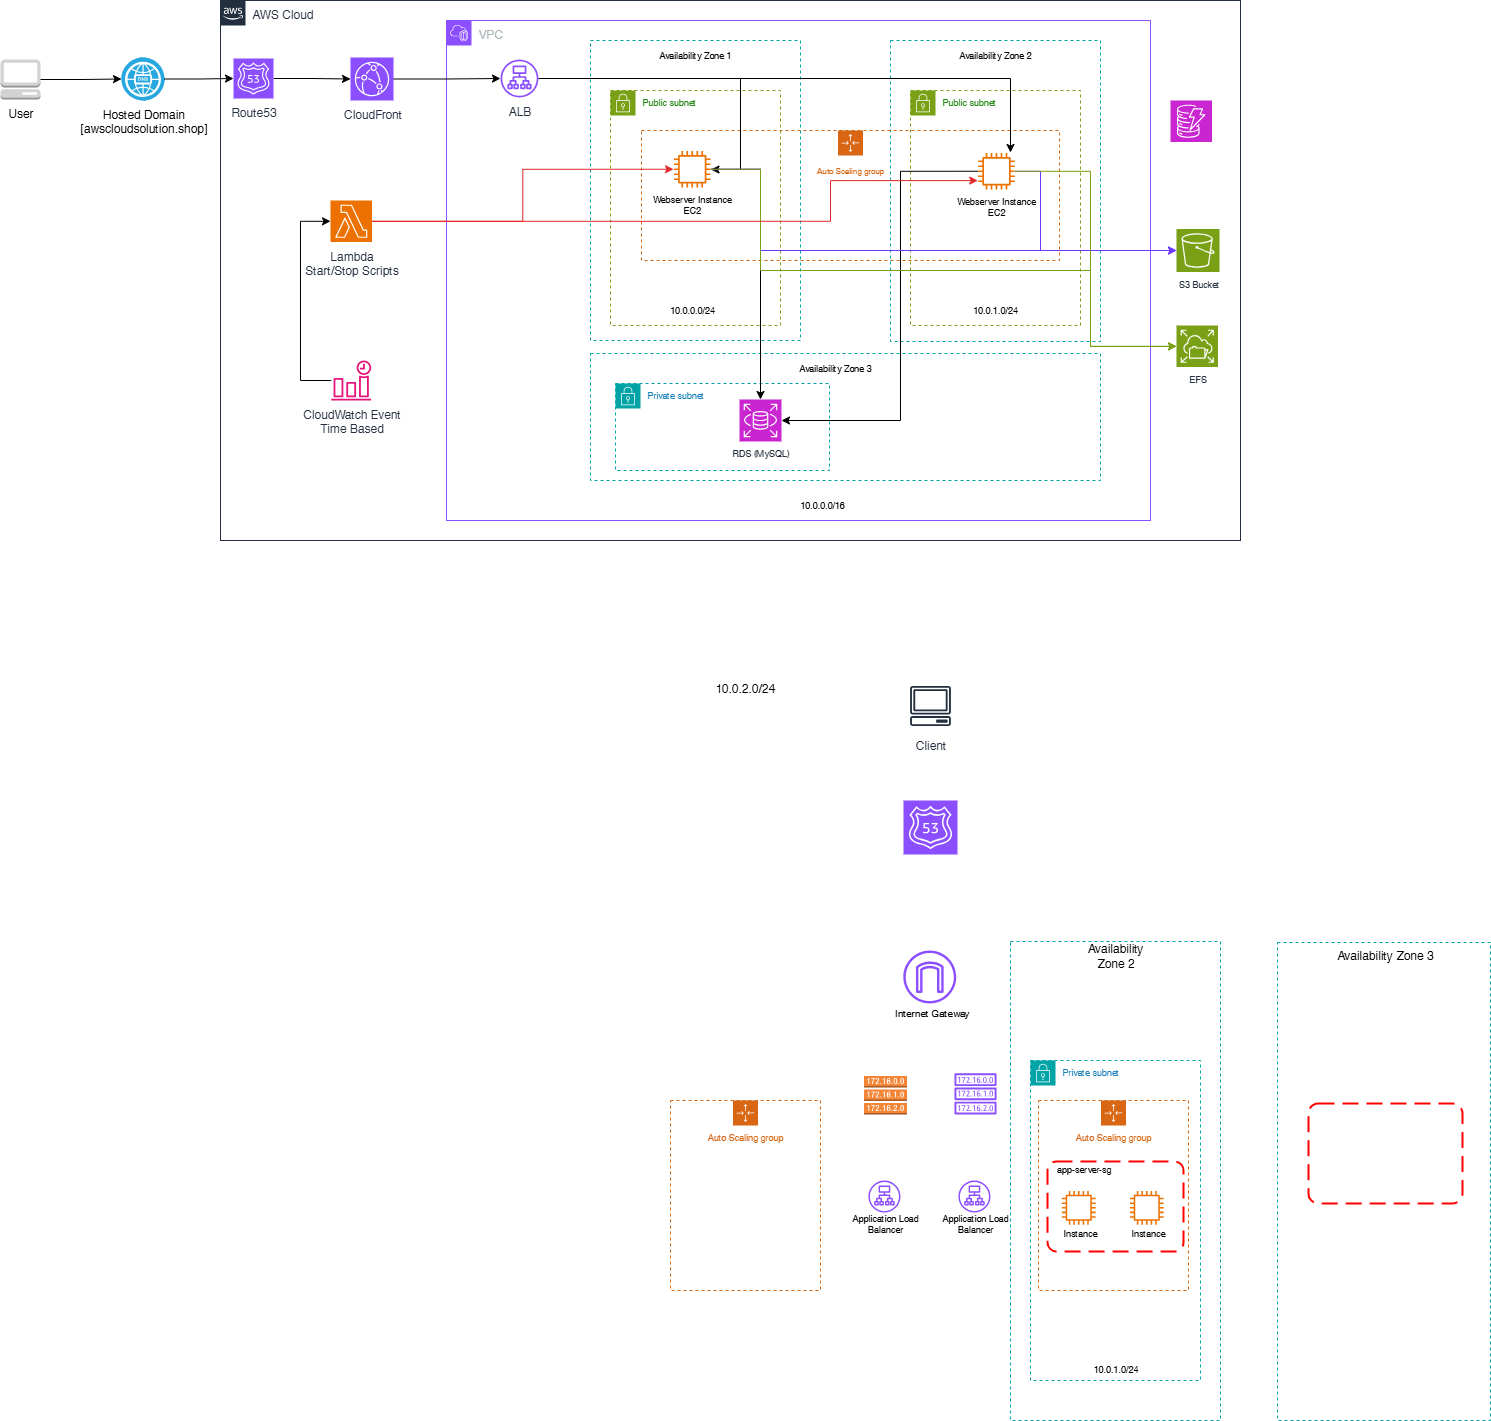 aws
AWS Cloud
VPC
Availability Zone 1
Availability Zone 2
User
DNS
Hosted Domain
[awscloudsolution.shop]
53
Route53
CloudFront
ALB
Public subnet
Public subnet
Auto Scaling group
Webserver Instance
EC2
Webserver Instance
EC2
Lambda
Start/Stop Scripts
S3 Bucket
10.0.0.0/24
10.0.1.0/24
EFS
Availability Zone 3
Private subnet
CloudWatch Event
Time Based
RDS (MySQL)
10.0.0.0/16
10.0.2.0/24
Client
53
Internet Gateway
Availability
Zone 2
Availability Zone 3
Private subnet
172.16.0.0
172.16.1.0
172.16.2.0
172.16.0.0
172.16.1.0
172.16.2.0
Auto Scaling group
Auto Scaling group
app-server-sg
Application Load
Balancer
Application Load
Balancer
Instance
Instance
10.0.1.0/24